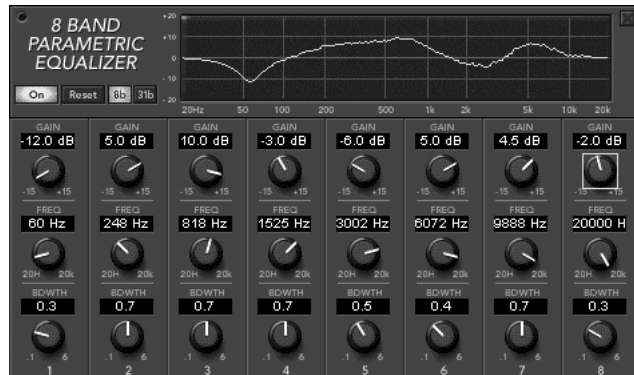 8 BAND
PARAMETRIC
EQUALIZER
On Reset 8b 31b
+20
+10
0
-10
-20
20Hz 50 100 200 500 1k 2k 5k 10k 20k
GAIN GAIN GAIN GAIN GAIN GAIN GAIN GAIN
-12.0 dB 5.0 dB 10.0 dB -3.0 dB -6.0 dB 5.0 dB 4.5 dB -2.0 dB
-15 +15 -15 +15 -15 +15 -15 +15 -15 +15 -15 +15 -15 +15 -15 +15
FREQ FREQ FREQ FREQ FREQ FREQ FREQ FREQ
60 Hz 248 Hz 818 Hz 1525 Hz 3002 Hz 6072 Hz 9888 Hz 20000 H
20H 20k 20H 20k 20H 20k 20H 20k 20H 20k 20H 20k 20H 20k 20H 20k
BDWTH BDWTH BDWTH BDWTH BDWTH BDWTH BDWTH BDWTH
0.3 0.7 0.7 0.7 0.5 0.4 0.7 0.3
.1 6 .1 6 .1 6 .1 6 .1 6 .1 6 .1 6 .1 6
1 2 3 4 5 6 7 8